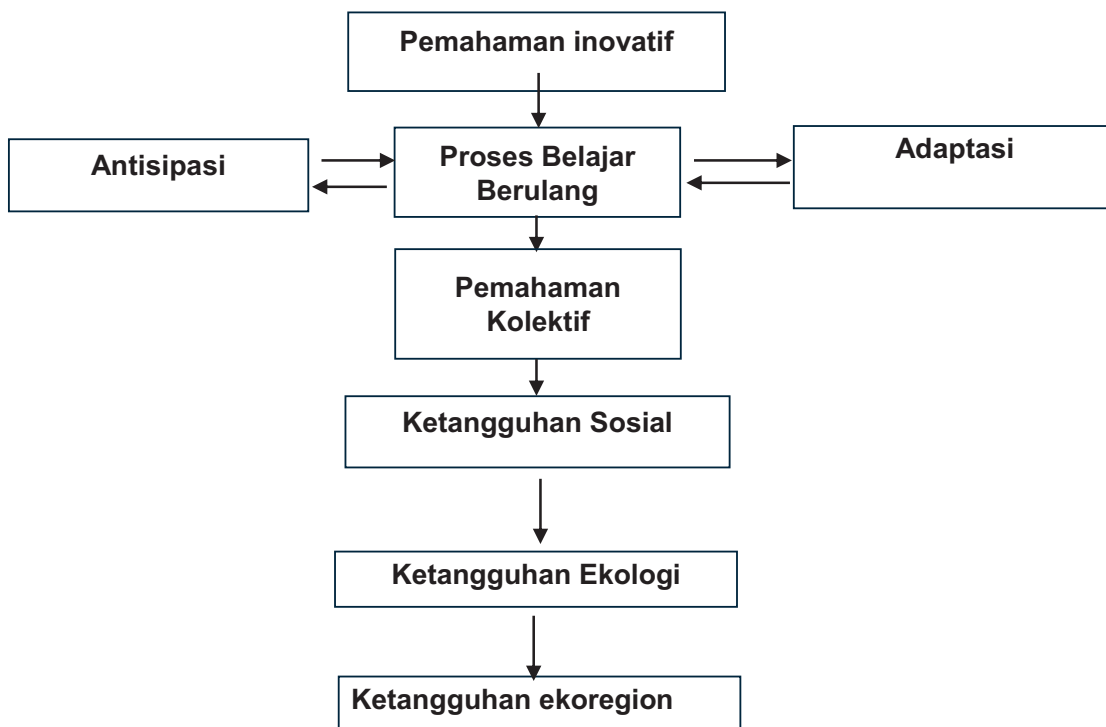 Pemahaman inovatif
Antisipasi
Proses Belajar
Berulang
Adaptasi
Pemahaman
Kolektif
Ketangguhan Sosial
Ketangguhan Ekologi
Ketangguhan ekoregion